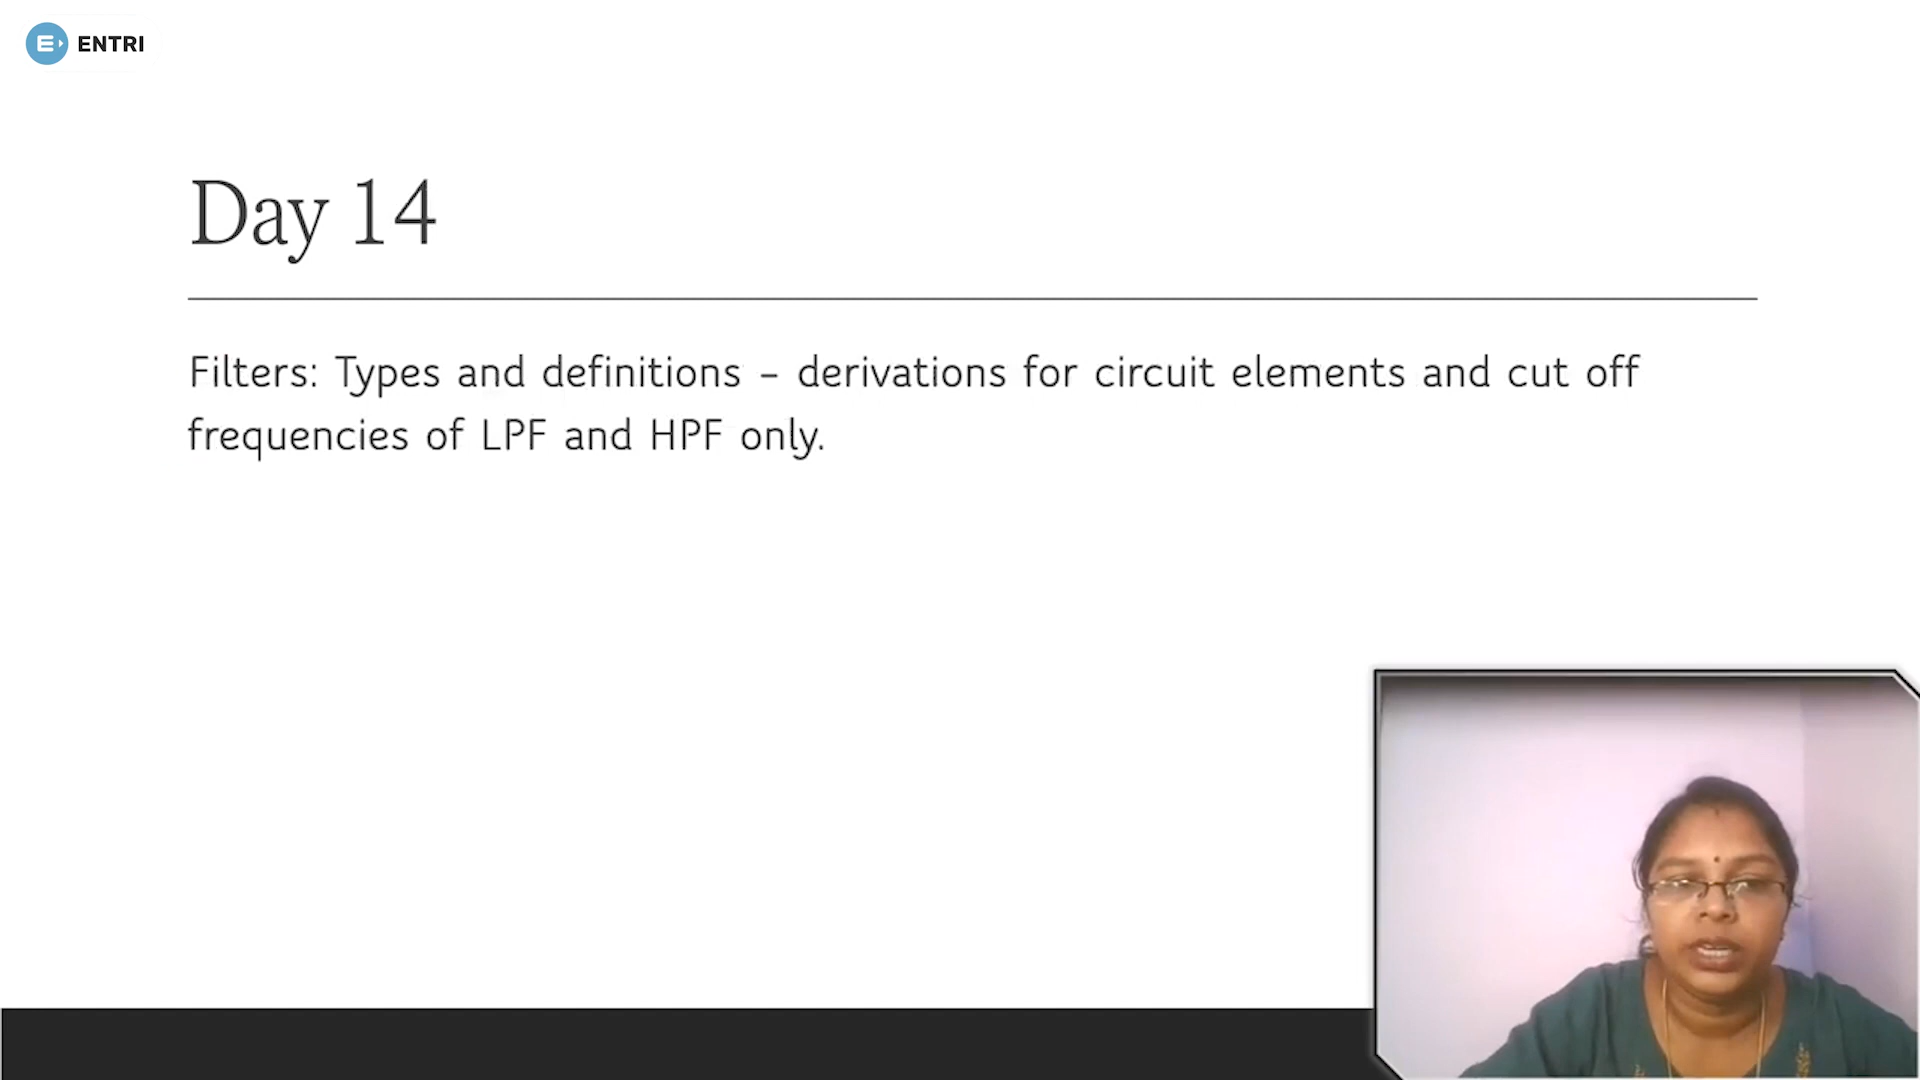 ENTRI
Day 14
Filters: Types and definitions – derivations for circuit elements and cut off
frequencies of LPF and HPF only.